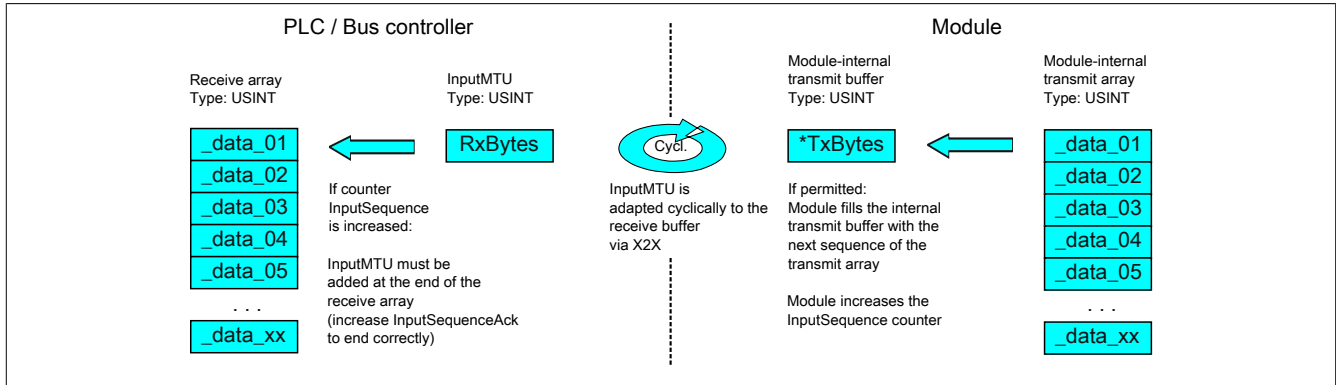 PLC / Bus controller
Module
Receive array
Type: USINT
InputMTU
Type: USINT
Module-internal
transmit buffer
Type: USINT
Module-internal
transmit array
Type: USINT
_data_01
_data_02
_data_03
_data_04
_data_05
. . .
_data_xx
RxBytes
If counter
InputSequence
is increased:
InputMTU must be
added at the end of the
receive array
(increase InputSequenceAck
to end correctly)
Cycl.
InputMTU is
adapted cyclically to the
receive buffer
via X2X
*TxBytes
If permitted:
Module fills the internal
transmit buffer with the
next sequence of the
transmit array
Module increases the
InputSequence counter
_data_01
_data_02
_data_03
_data_04
_data_05
. . .
_data_xx